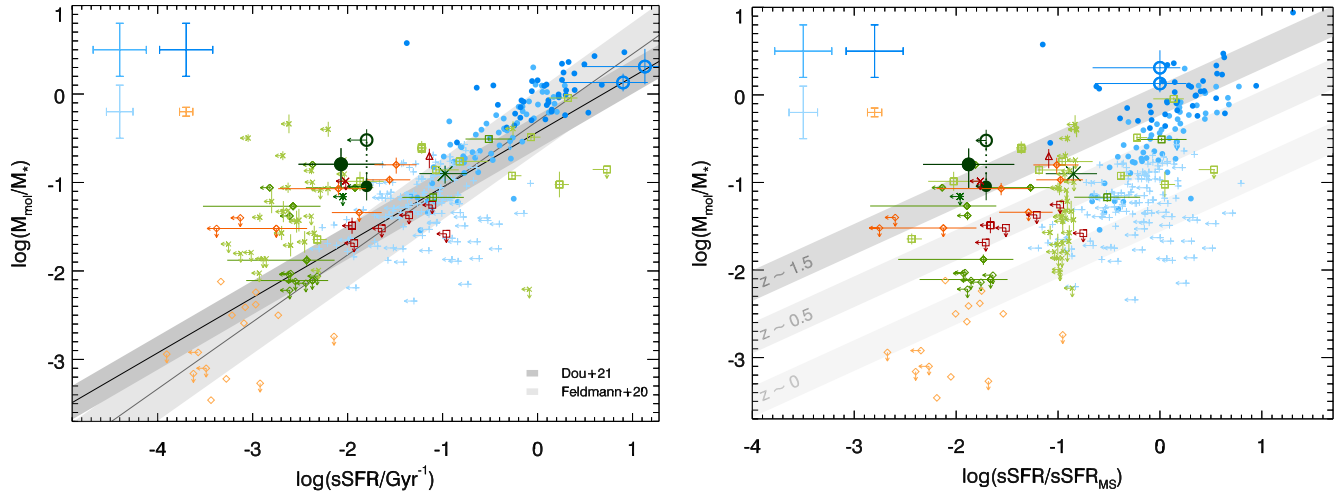 1
0
-1
-2
-3
log(M_mol/M_*)
-4
-3
-2
-1
0
1
log(sSFR/Gyr^-1)
Dou+21
Feldmann+20
1
0
-1
-2
-3
log(M_mol/M_*)
z ~ 1.5
z ~ 0.5
z ~ 0
-4
-3
-2
-1
0
1
log(sSFR/sSFR_MS)